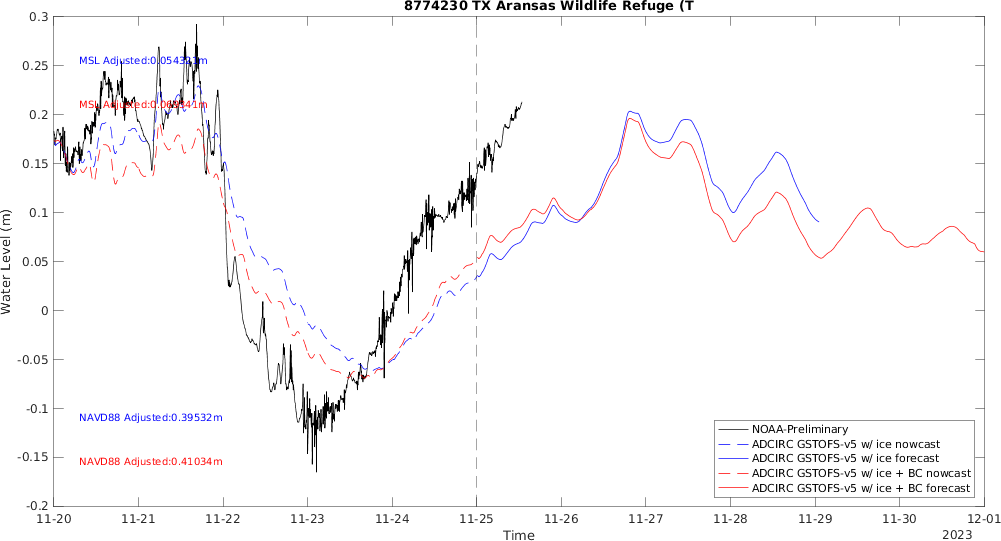 8774230 TX Aransas Wildlife Refuge (T
0.3
0.25
0.2
0.15
0.1
0.05
0
-0.05
-0.1
-0.15
-0.2
Water Level (m)
MSL Adjusted:
MSL Adjusted:
NAVD88 Adjusted:0.39532m
NAVD88 Adjusted:0.41034m
NOAA-Preliminary
ADCIRC GSTOFS-v5 w/ ice nowcast
ADCIRC GSTOFS-v5 w/ ice forecast
ADCIRC GSTOFS-v5 w/ ice + BC nowcast
ADCIRC GSTOFS-v5 w/ ice + BC forecast
11-20 11-21 11-22 11-23 11-24 11-25 11-26 11-27 11-28 11-29 11-30 12-01
Time
2023